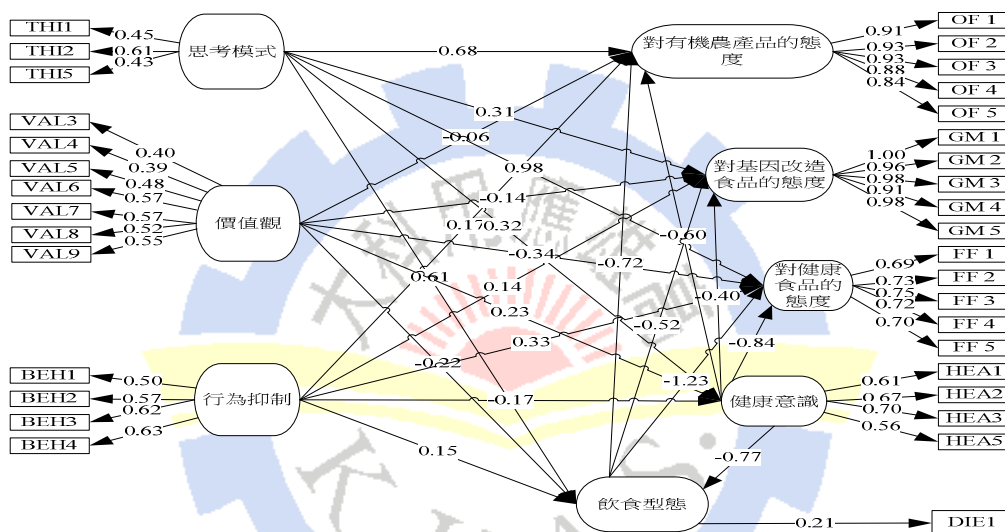 THI1
THI2
THI5
0.45
0.61
0.43
思考模式
VAL3
VAL4
VAL5
VAL6
VAL7
VAL8
VAL9
0.40
0.39
0.48
0.57
0.57
0.52
0.55
價值觀
BEH1
BEH2
BEH3
BEH4
0.50
0.57
0.62
0.63
行為抑制
0.68
0.31
-0.06
0.98
-0.14
0.17
0.32
-0.34
-0.60
0.61
0.14
-0.72
-0.40
0.23
-0.52
0.33
-0.84
-0.22
-1.23
-0.17
0.15
-0.77
對有機農產品的態
度
0.91
0.93
0.93
0.88
0.84
OF 1
OF 2
OF 3
OF 4
OF 5
對基因改造
食品的態度
1.00
0.96
0.98
0.91
0.98
GM 1
GM 2
GM 3
GM 4
GM 5
對健康
食品的
態度
0.69
0.73
0.75
0.72
0.70
FF 1
FF 2
FF 3
FF 4
FF 5
健康意識
0.61
0.67
0.70
0.56
HEA1
HEA2
HEA3
HEA5
飲食型態
0.21
DIE1